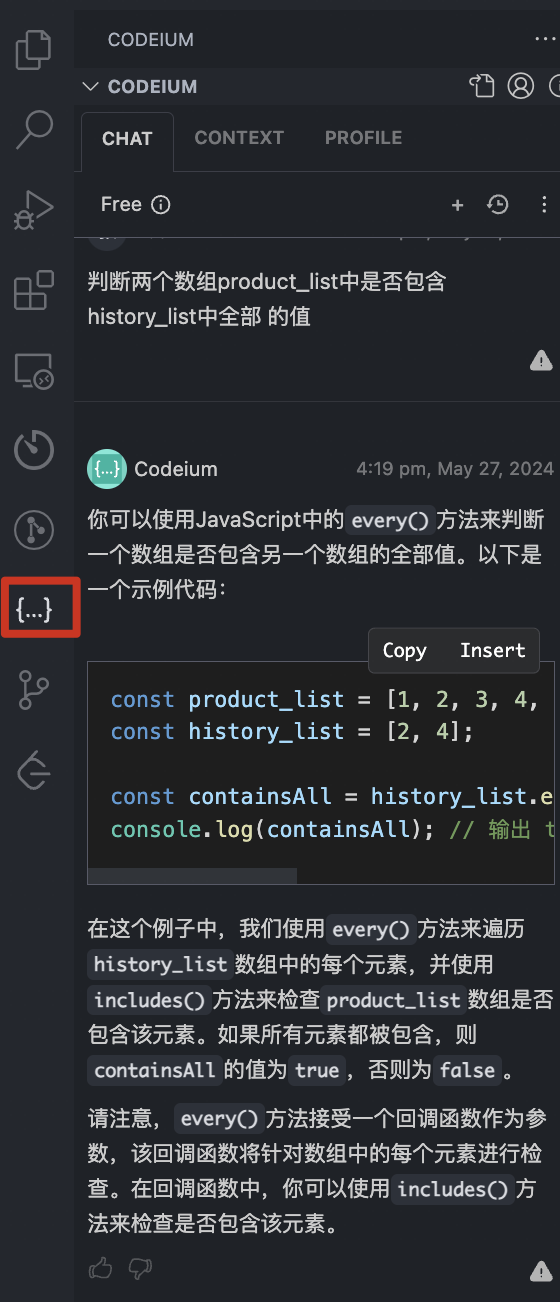 CODEIUM
CODEIUM
CHAT CONTEXT PROFILE
Free
判断两个数组product_list中是否包含
history_list中全部 的值
{...} Codeium 4:19 pm, May 27, 2024
你可以使用JavaScript中的 every() 方法来判断
一个数组是否包含另一个数组的全部值。以下是
一个示例代码：
{...}
Copy Insert
const product_list = [1, 2, 3, 4,
const history_list = [2, 4];
const containsAll = history_list.e
console.log(containsAll); // 输出 t
在这个例子中，我们使用 every() 方法来遍历
history_list 数组中的每个元素，并使用
includes() 方法来检查 product_list 数组是否
包含该元素。如果所有元素都被包含，则
containsAll 的值为 true ，否则为 false 。
请注意， every() 方法接受一个回调函数作为参
数，该回调函数将针对数组中的每个元素进行检
查。在回调函数中，你可以使用 includes() 方
法来检查是否包含该元素。